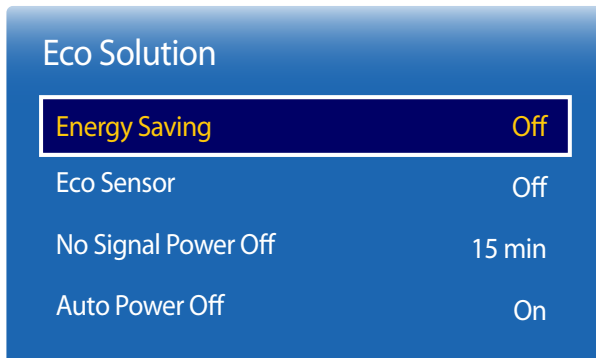 Eco Solution
Energy Saving Off
Eco Sensor Off
No Signal Power Off 15 min
Auto Power Off On